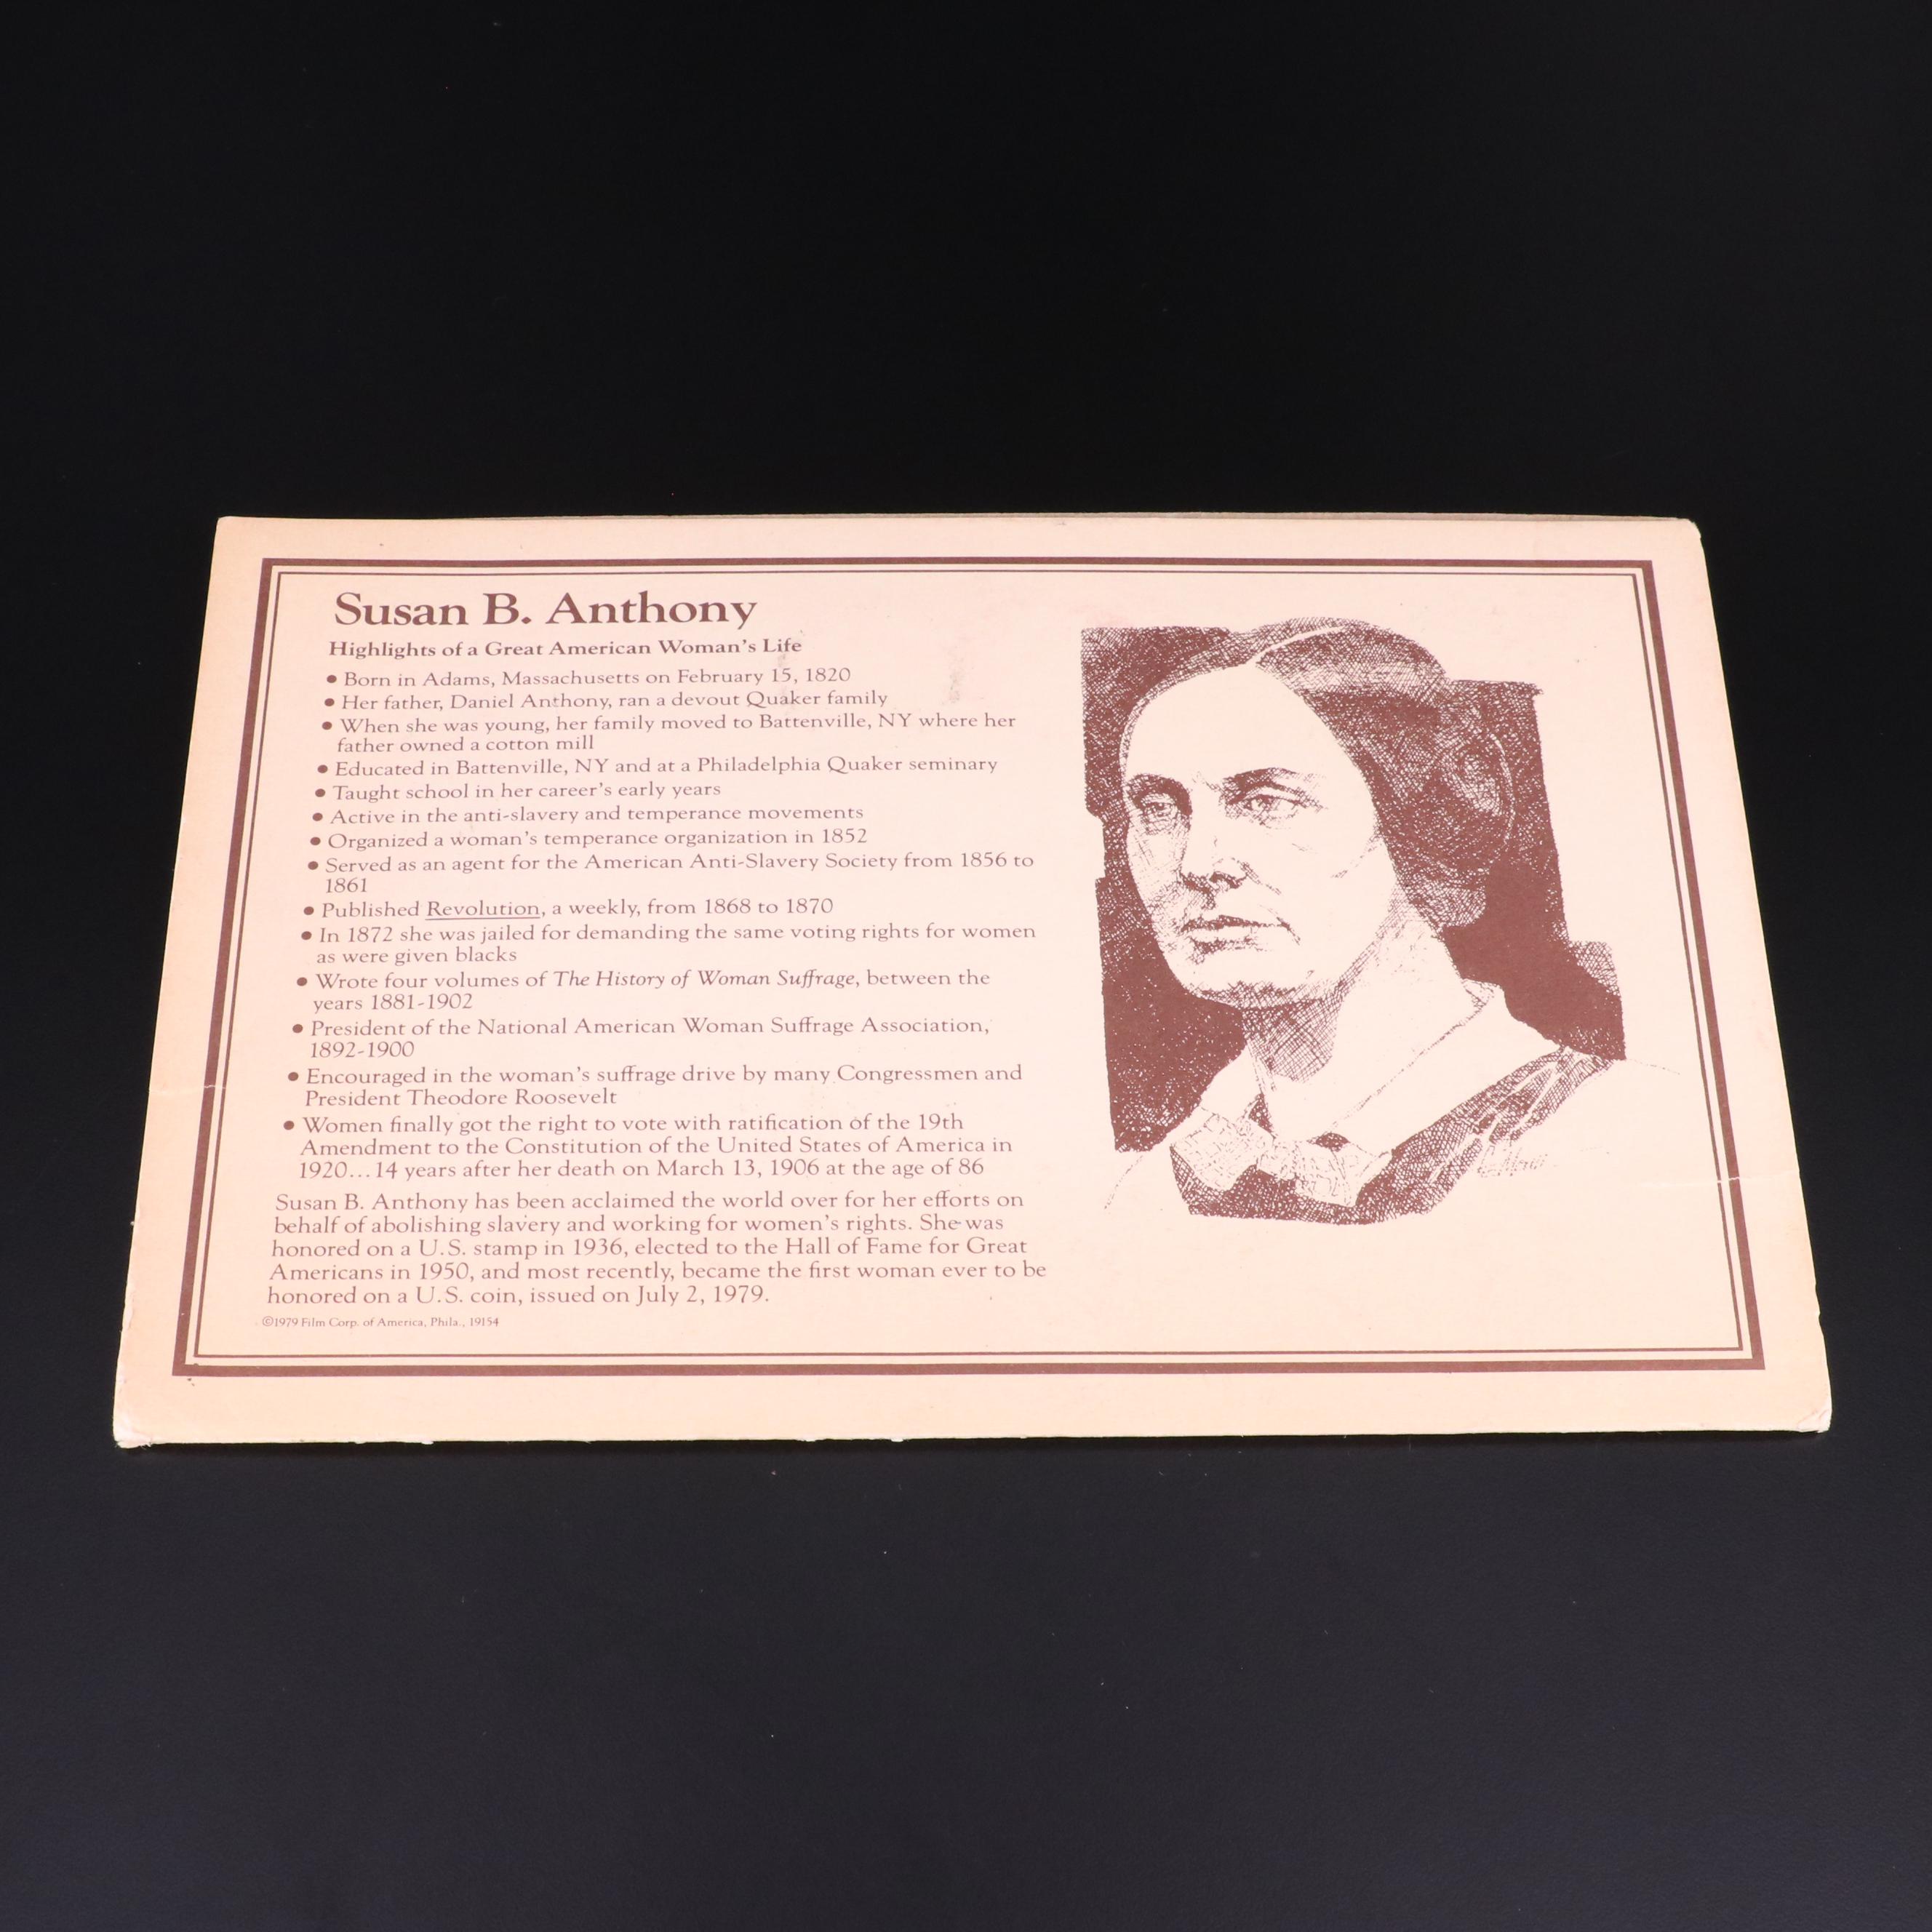 Susan B. Anthony
Highlights of a Great American Woman's Life
• Born in Adams, Massachusetts on February 15, 1820
• Her father, Daniel Anthony, ran a devout Quaker family
• When she was young, her family moved to Battenville, NY where her
father owned a cotton mill
• Educated in Battenville, NY and at a Philadelphia Quaker seminary
• Taught school in her career's early years
• Active in the anti-slavery and temperance movements
• Organized a woman's temperance organization in 1852
• Served as an agent for the American Anti-Slavery Society from 1856 to
1861
• Published Revolution, a weekly, from 1868 to 1870
• In 1872 she was jailed for demanding the same voting rights for women
as were given blacks
• Wrote four volumes of The History of Woman Suffrage, between the
years 1881-1902
• President of the National American Woman Suffrage Association,
1892-1900
• Encouraged in the woman's suffrage drive by many Congressmen and
President Theodore Roosevelt
• Women finally got the right to vote with ratification of the 19th
Amendment to the Constitution of the United States of America in
1920...14 years after her death on March 13, 1906 at the age of 86
Susan B. Anthony has been acclaimed the world over for her efforts on
behalf of abolishing slavery and working for women's rights. She was
honored on a U.S. stamp in 1936, elected to the Hall of Fame for Great
Americans in 1950, and most recently, became the first woman ever to be
honored on a U.S. coin, issued on July 2, 1979.
©1979 Film Corp. of America, Phila., 19154